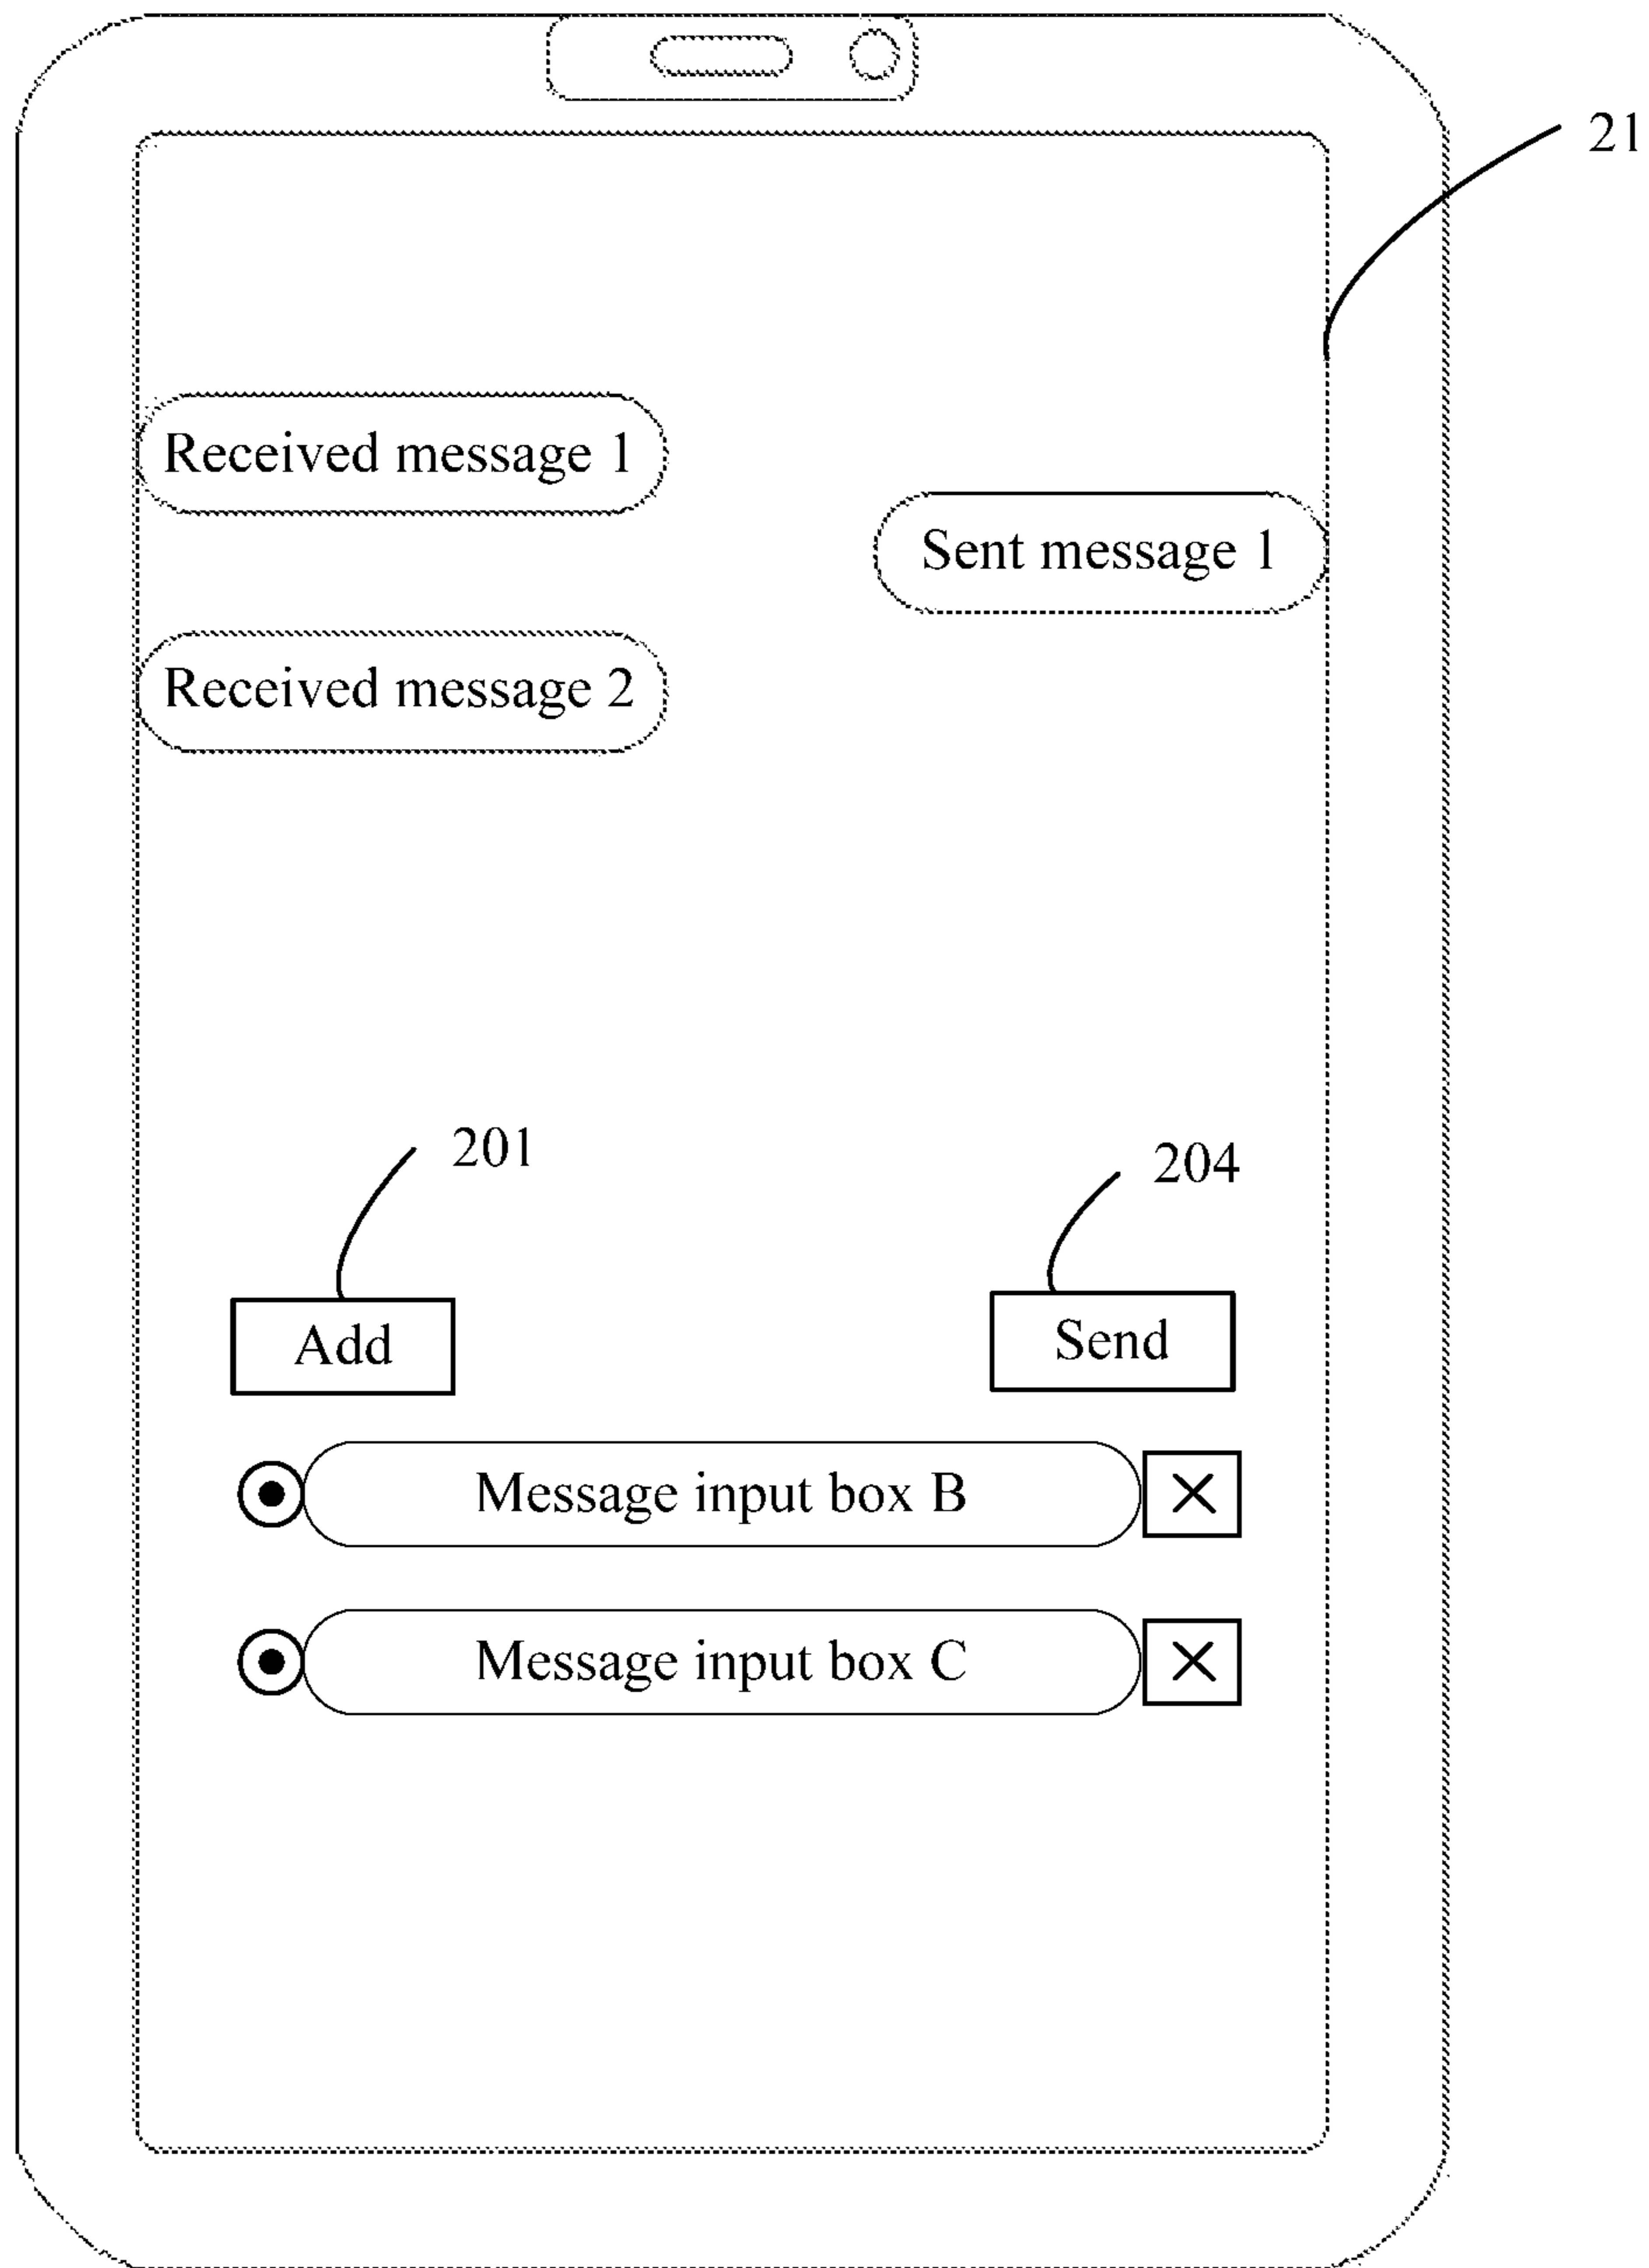 21
Received message 1
Sent message 1
Received message 2
201
204
Add
Send
Message input box B
Message input box C